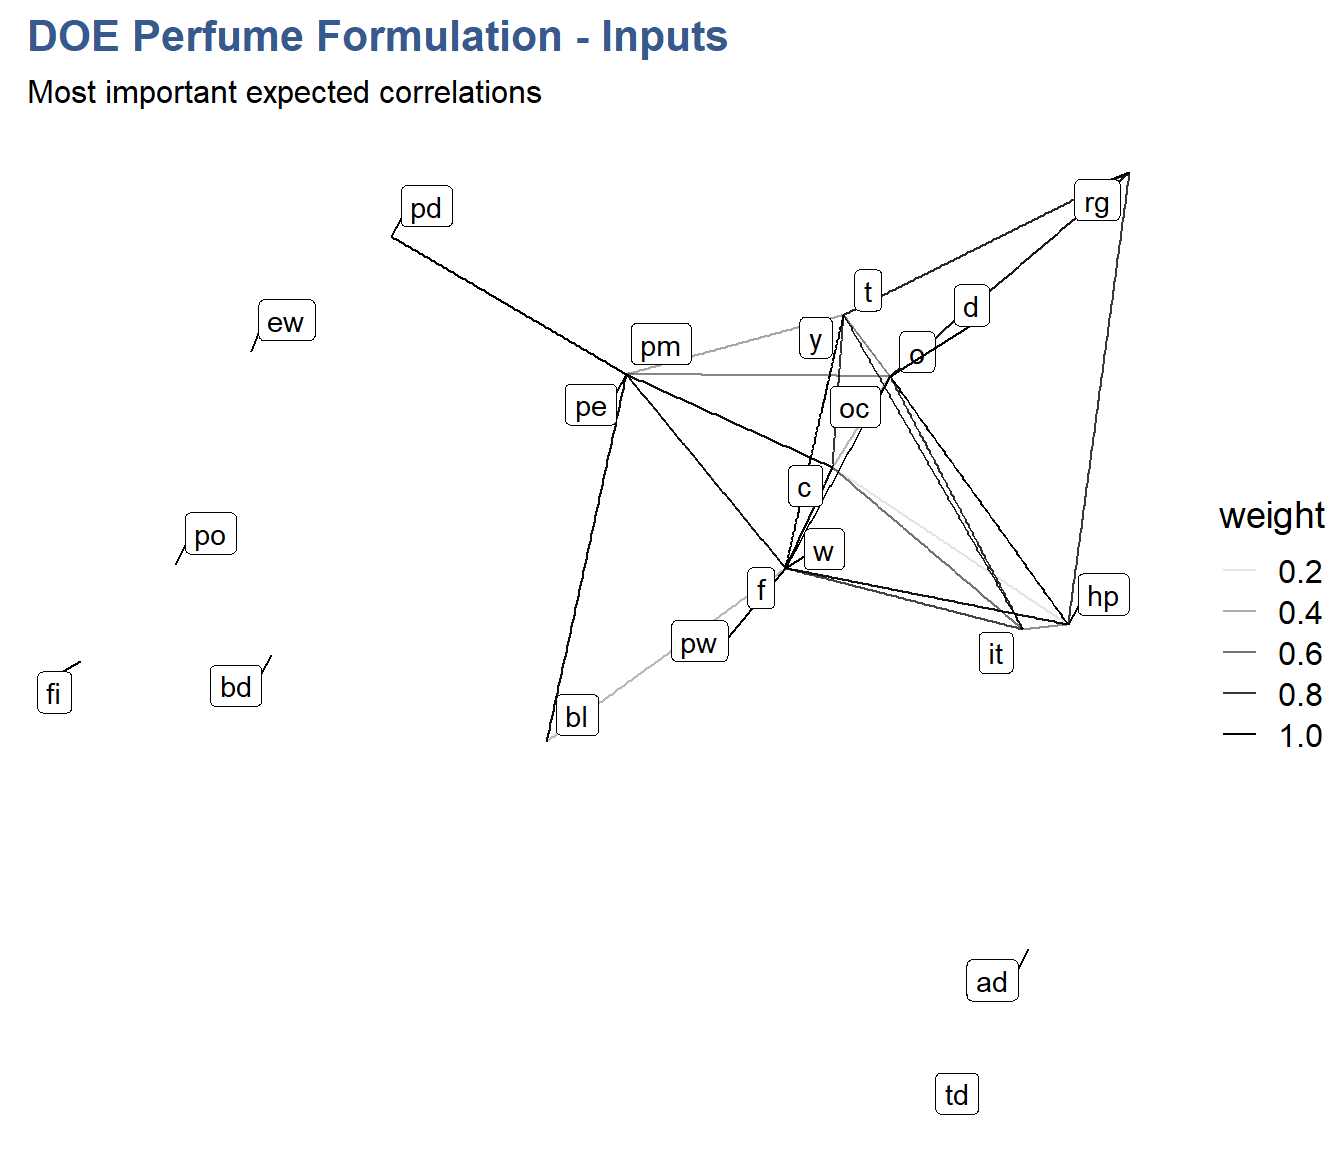 DOE Perfume Formulation - Inputs
Most important expected correlations
pd
rg
t
d
ew
y
pm
o
pe
oc
c
weight
po
w
0.2
f
hp
0.4
pw
it
0.6
fi
bd
0.8
bl
1.0
ad
td